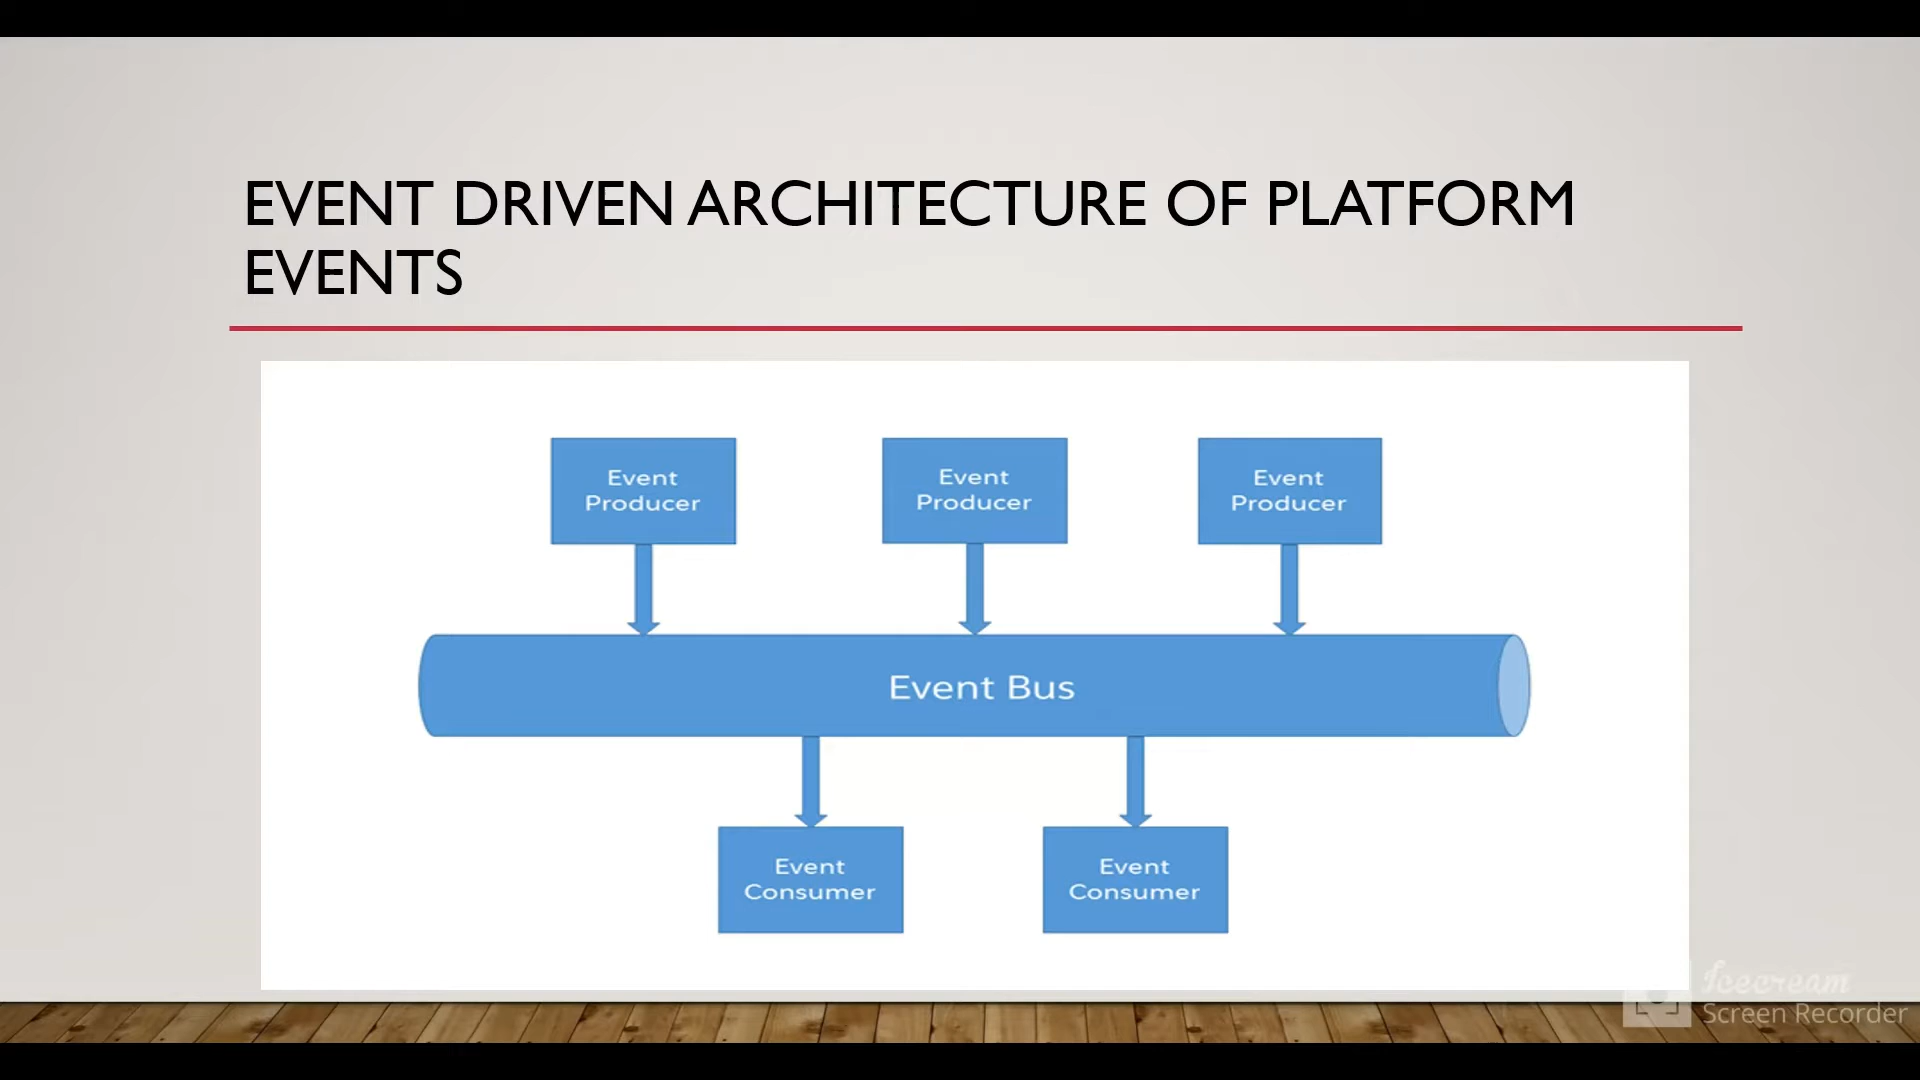 EVENT DRIVEN ARCHITECTURE OF PLATFORM
EVENTS
Event
Producer
Event
Producer
Event
Producer
Event Bus
Event
Consumer
Event
Consumer
Icecream
Screen Recorder